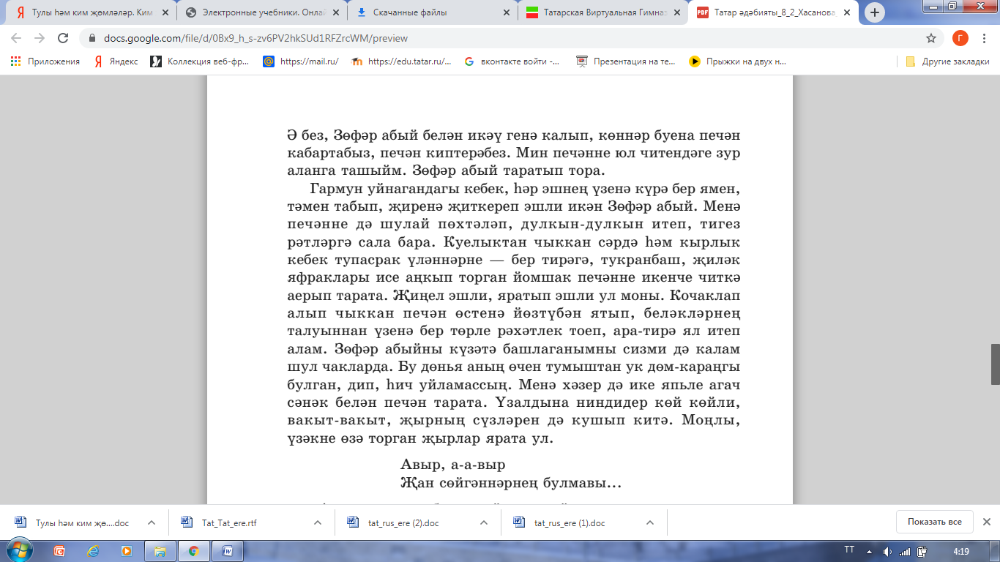 Тулы һәм ким җөмләләр. Ким
Электронные учебники. Онлай
Скачанные файлы
Татарская Виртуальная Гимназ
Татар әдәбияты_8_2_Хасанова
docs.google.com/file/d/0Bx9_h_s-zv6PV2hkSUd1RFZrcWM/preview
Приложения
Яндекс
Коллекция веб-фр...
https://mail.ru/
https://edu.tatar.ru/...
вконтакте войти -...
Презентация на те...
Прыжки на двух н...
Другие закладки
Ә без, Зөфәр абый белән икәү генә калып, көннәр буена печән
кабартабыз, печән киптерәбез. Мин печәнне юл читендәге зур
аланга ташыйм. Зөфәр абый таратып тора.
Гармун уйнагандагы кебек, һәр эшнең үзенә күрә бер ямен,
тәмен табып, җиренә җиткереп эшли икән Зөфәр абый. Менә
печәнне дә шулай пөхтәләп, дулкын-дулкын итеп, тигез
рәтләргә сала бара. Куелыктан чыккан сәрдә һәм кырлык
кебек тупасрак үләннәрне — бер тирәгә, тукранбаш, җиләк
яфраклары исе аңкып торган йомшак печәнне икенче читкә
аерып тарата. Җиңел эшли, яратып эшли ул моны. Кочаклап
алып чыккан печән өстенә йөзтүбән ятып, беләкләрнең
талуыннан үзенә бер төрле рәхәтлек тоеп, ара-тирә ял итеп
алам. Зөфәр абыйны күзәтә башлаганымны сизми дә калам
шул чакларда. Бу дөнья аның өчен тумыштан ук дөм-караңгы
булган, дип, һич уйламассың. Менә хәзер дә ике япьле агач
сәнәк белән печән тарата. Үзалдына ниндидер көй көйли,
вакыт-вакыт, җырның сүзләрен дә кушып китә. Моңлы,
үзәкне өзә торган җырлар ярата ул.
Авыр, а-а-выр
Җан сөйгәннәрнең булмавы...
Тулы һәм ким җө....doc
Tat_Tat_ere.rtf
tat_rus_ere (2).doc
tat_rus_ere (1).doc
Показать все
TT
4:19